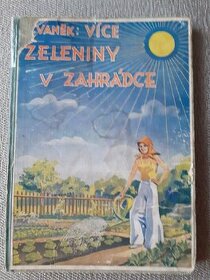 VANĚK: VÍCE
ZELENINY
V ZAHRÁDCE